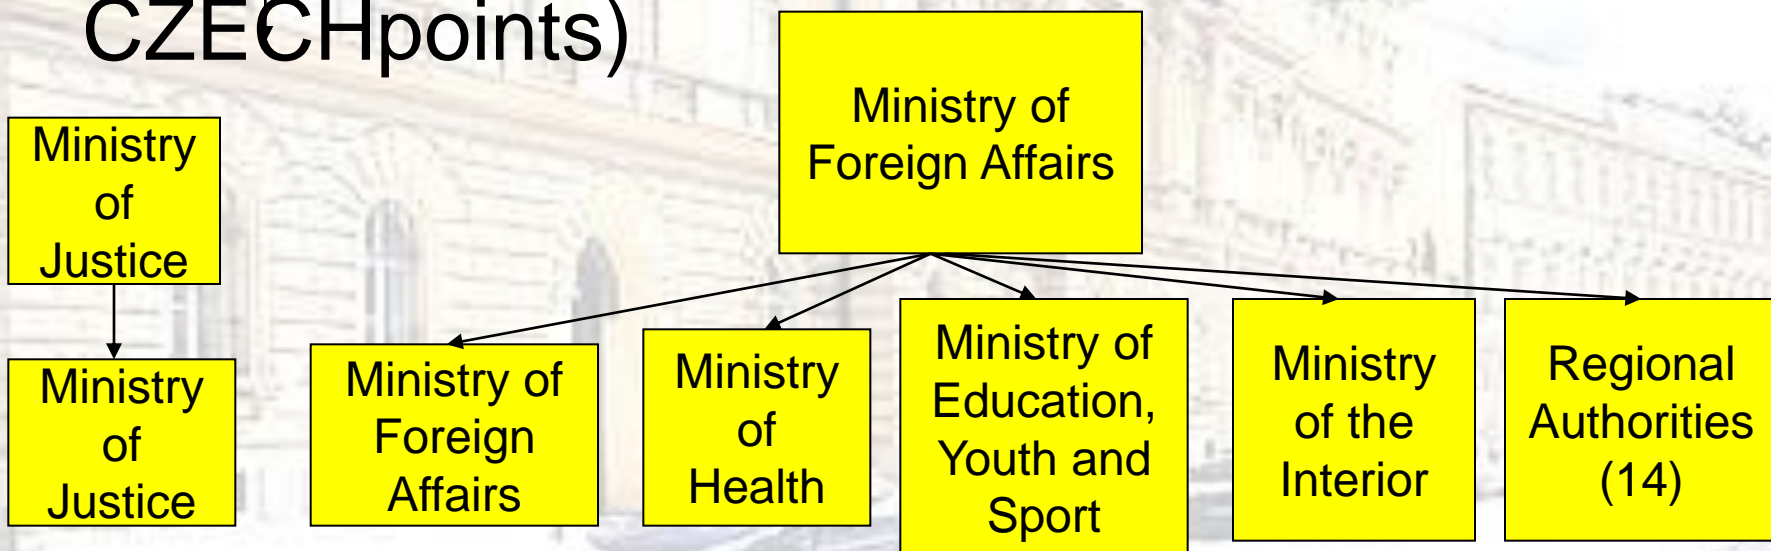 CZECHpoints)
Ministry of
Foreign Affairs
Ministry
of
Justice
Ministry
of
Justice
Ministry of
Foreign
Affairs
Ministry
of
Health
Ministry of
Education,
Youth and
Sport
Ministry
of the
Interior
Regional
Authorities
(14)